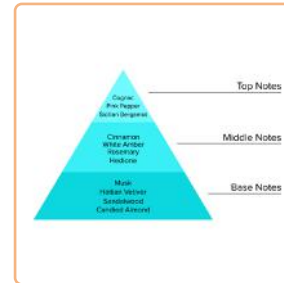 Top Notes
Cognac
Pink Pepper
Sicilian Bergamot
Middle Notes
Cinnamon
White Amber
Rosemary
Hedione
Base Notes
Musk
Haitian Vetiver
Sandalwood
Candied Almond